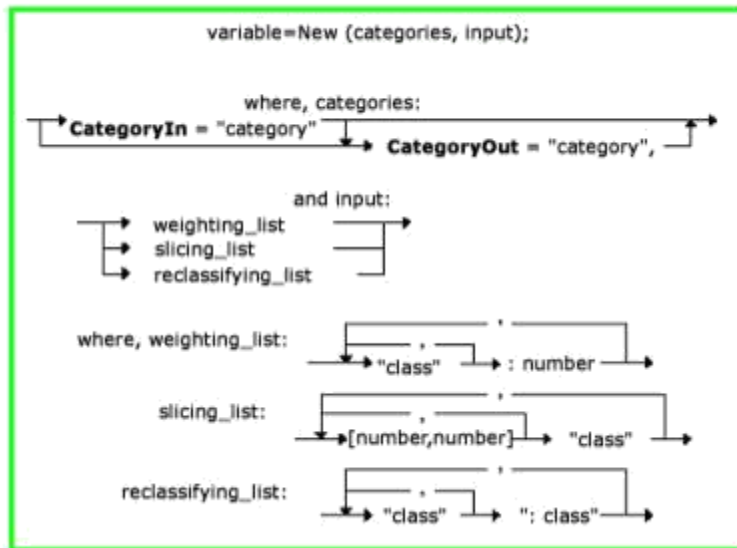 variable=New (categories, input);
where, categories:
CategoryIn = "category"
CategoryOut = "category",
and input:
weighting_list
slicing_list
reclassifying_list
,
where, weighting_list: ,
"class" : number
,
slicing_list: ,
[number,number] "class"
,
reclassifying_list: ,
"class" ": class"